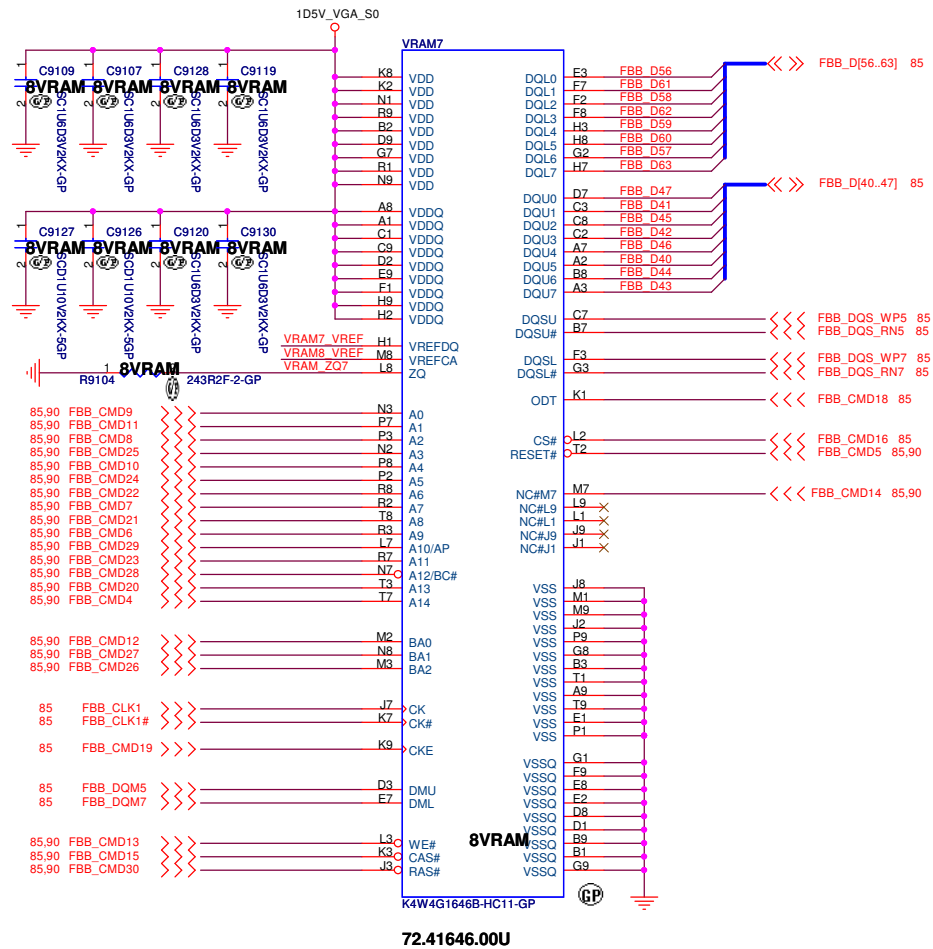 1D5V_VGA_S0
VRAM7
C9109 C9107 C9128 C9119
8VRAM 8VRAM 8VRAM 8VRAM
1 2 1 2 1 2 1 2
SC1U6D3V2KX-GP SC1U6D3V2KX-GP SC1U6D3V2KX-GP SC1U6D3V2KX-GP
C9127 C9126 C9120 C9130
8VRAM 8VRAM 8VRAM 8VRAM
1 2 1 2 1 2 1 2
SCD1U10V2KX-5GP SCD1U10V2KX-5GP SC1U6D3V2KX-GP SC1U6D3V2KX-GP
K8 VDD
K2 VDD
N1 VDD
R9 VDD
B2 VDD
D9 VDD
G7 VDD
R1 VDD
N9 VDD
A8 VDDQ
A1 VDDQ
C1 VDDQ
C9 VDDQ
D2 VDDQ
E9 VDDQ
F1 VDDQ
H9 VDDQ
H2 VDDQ
VRAM7_VREF H1 VREFDQ
VRAM8_VREF M8 VREFCA
VRAM_ZQ7 L8 ZQ
1 8VRAM
R9104 243R2F-2-GP
85,90 FBB_CMD9 N3 A0
85,90 FBB_CMD11 P7 A1
85,90 FBB_CMD8 P3 A2
85,90 FBB_CMD25 N2 A3
85,90 FBB_CMD10 P8 A4
85,90 FBB_CMD24 P2 A5
85,90 FBB_CMD22 R8 A6
85,90 FBB_CMD7 R2 A7
85,90 FBB_CMD21 T8 A8
85,90 FBB_CMD6 R3 A9
85,90 FBB_CMD29 L7 A10/AP
85,90 FBB_CMD23 R7 A11
85,90 FBB_CMD28 N7 A12/BC#
85,90 FBB_CMD20 T3 A13
85,90 FBB_CMD4 T7 A14
85,90 FBB_CMD12 M2 BA0
85,90 FBB_CMD27 N8 BA1
85,90 FBB_CMD26 M3 BA2
85 FBB_CLK1 J7 CK
85 FBB_CLK1# K7 CK#
85 FBB_CMD19 K9 CKE
85 FBB_DQM5 D3 DMU
85 FBB_DQM7 E7 DML
85,90 FBB_CMD13 L3 WE#
85,90 FBB_CMD15 K3 CAS#
85,90 FBB_CMD30 J3 RAS#
DQL0 E3 FBB_D56 FBB_D[56..63] 85
DQL1 F7 FBB_D61
DQL2 F2 FBB_D58
DQL3 F8 FBB_D62
DQL4 H3 FBB_D59
DQL5 H8 FBB_D60
DQL6 G2 FBB_D57
DQL7 H7 FBB_D63
FBB_D[40..47] 85
DQU0 D7 FBB_D47
DQU1 C3 FBB_D41
DQU2 C8 FBB_D45
DQU3 C2 FBB_D42
DQU4 A7 FBB_D46
DQU5 A2 FBB_D40
DQU6 B8 FBB_D44
DQU7 A3 FBB_D43
DQSU C7 FBB_DQS_WP5 85
DQSU# B7 FBB_DQS_RN5 85
DQSL F3 FBB_DQS_WP7 85
DQSL# G3 FBB_DQS_RN7 85
ODT K1 FBB_CMD18 85
CS# L2 FBB_CMD16 85
RESET# T2 FBB_CMD5 85,90
NC#M7 M7 FBB_CMD14 85,90
NC#L9 L9
NC#L1 L1
NC#J9 J9
NC#J1 J1
VSS J8
VSS M1
VSS M9
VSS J2
VSS P9
VSS G8
VSS B3
VSS T1
VSS A9
VSS T9
VSS E1
VSS P1
VSSQ G1
VSSQ F9
VSSQ E8
VSSQ E2
VSSQ D8
VSSQ D1
VSSQ B9
VSSQ B1
VSSQ G9
8VRAM
GP
K4W4G1646B-HC11-GP
72.41646.00U